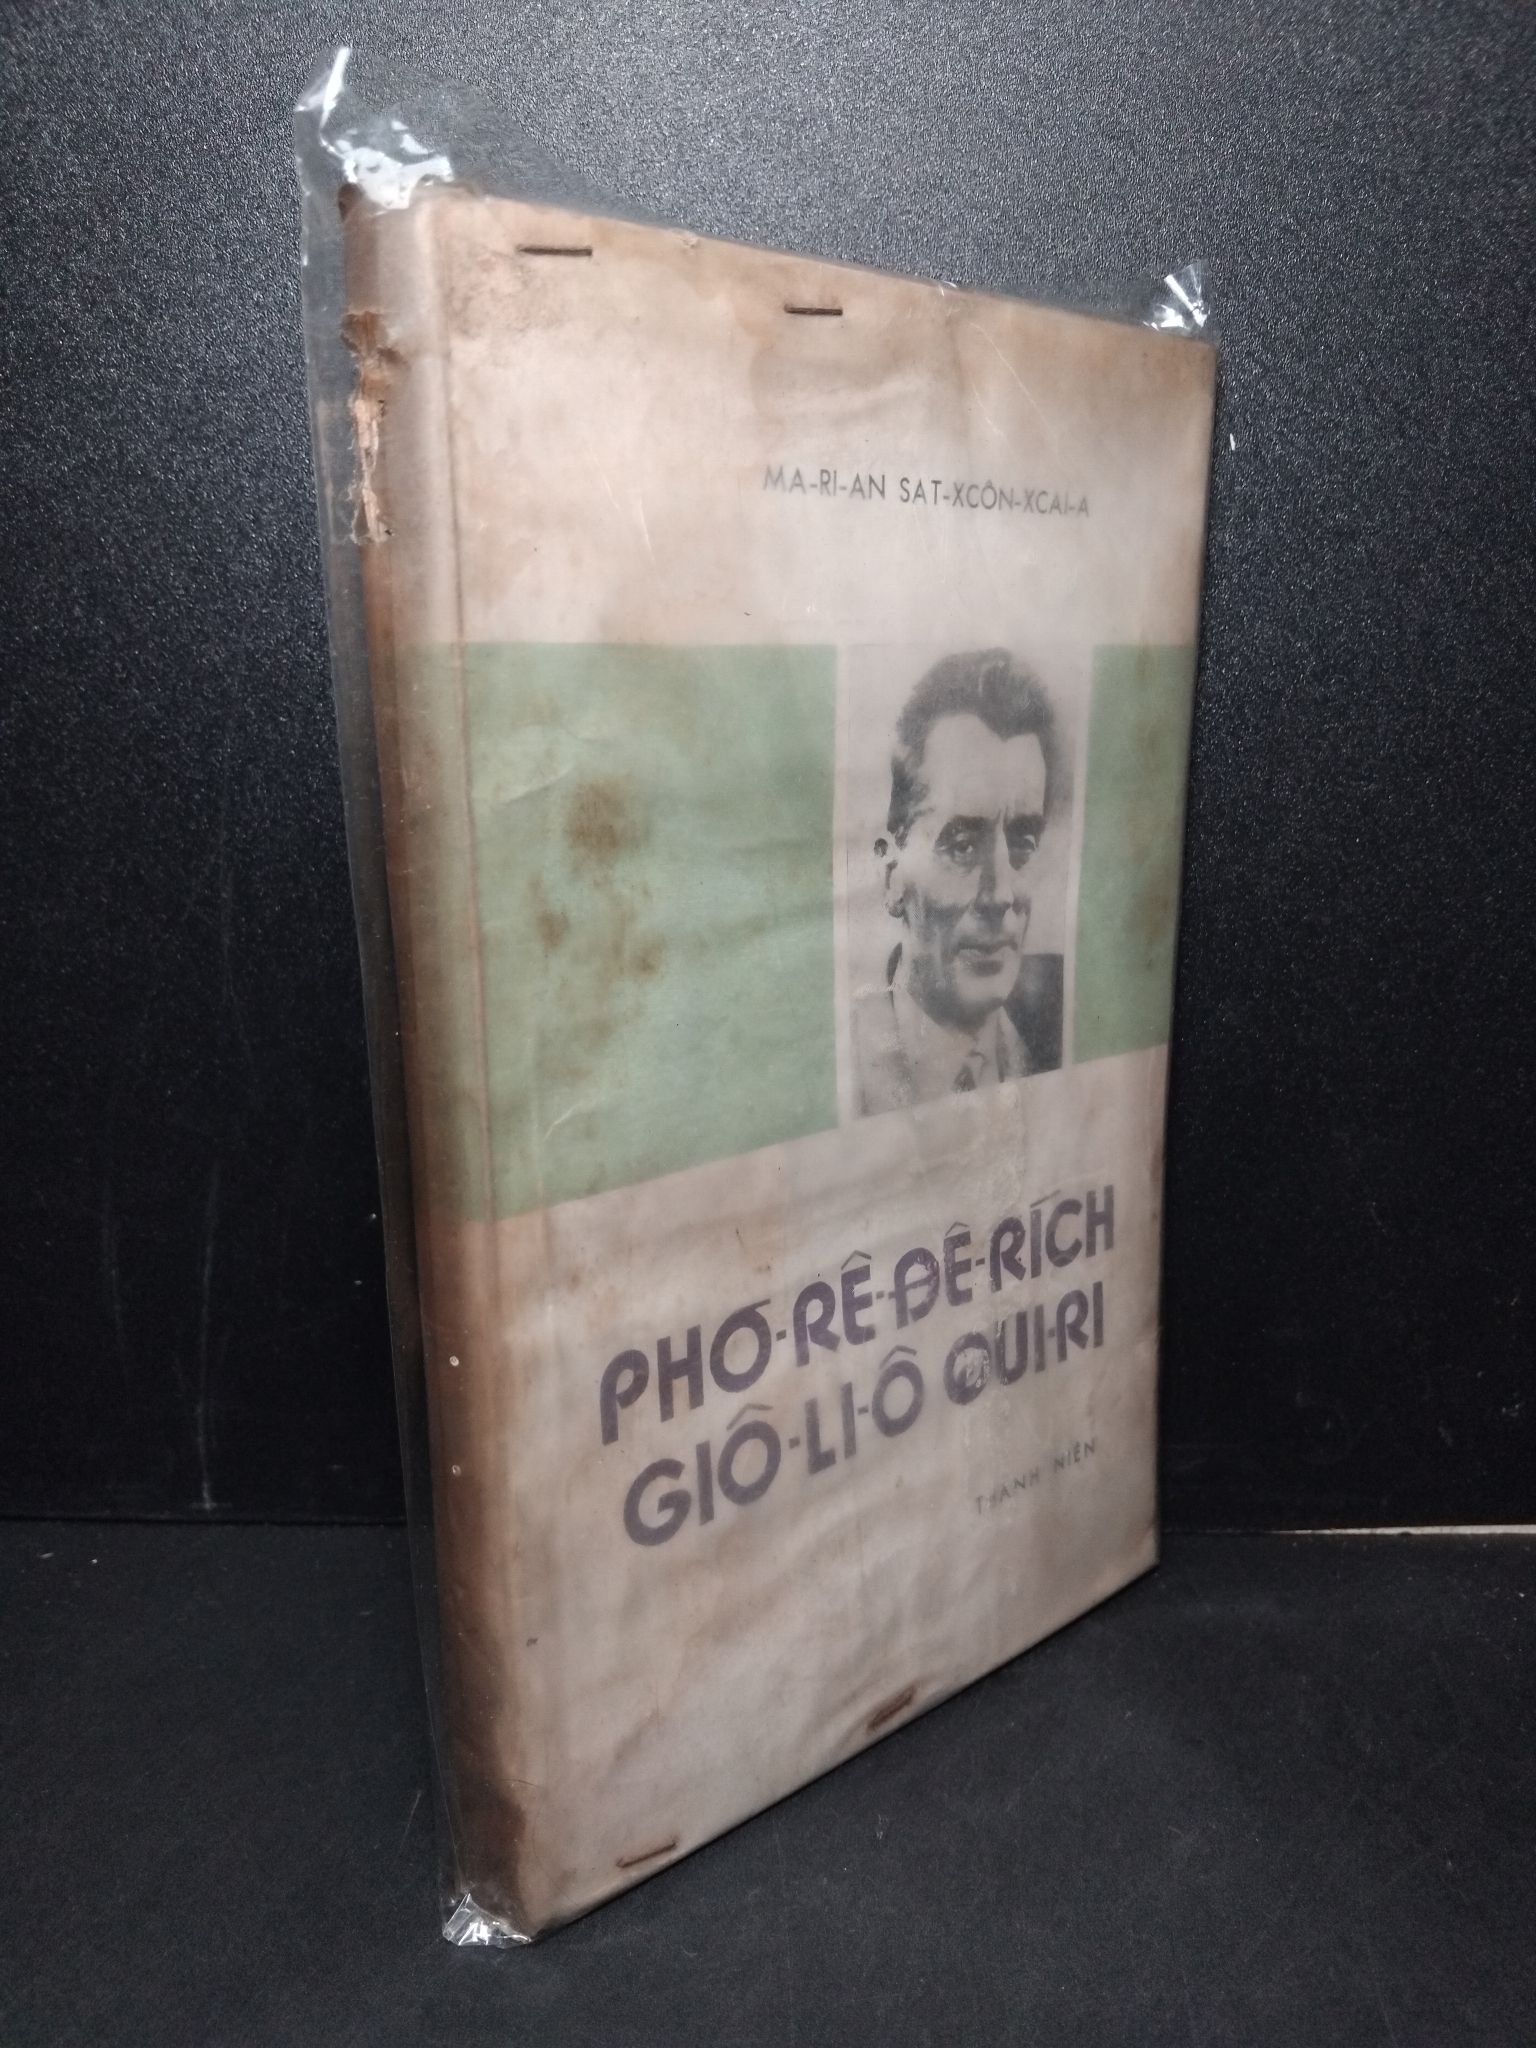 MA-RI-AN SAT-XCÔN-XCAI-A
PHƠ-RÊ-ĐÊ-RÍCH
GIÔ-LI-Ô QUI-RI
THANH NIÊN